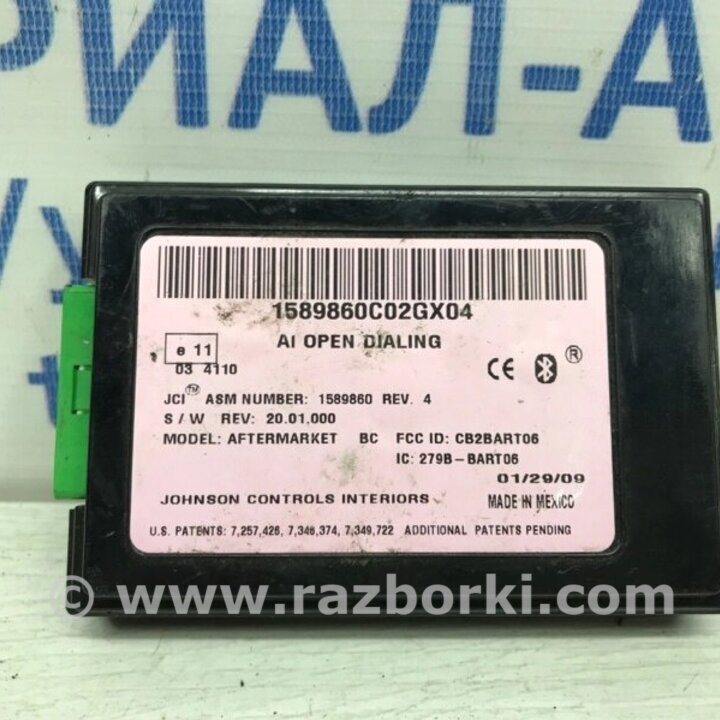 РИАЛ-А
1589860C02GX04
AI OPEN DIALING
e 11
03 4110
CE ®
JCI™ ASM NUMBER: 1589860 REV. 4
S / W REV: 20.01.000
MODEL: AFTERMARKET BC FCC ID: CB2BART06
IC: 279B-BART06
01/29/09
JOHNSON CONTROLS INTERIORS MADE IN MEXICO
U.S. PATENTS: 7,257,426, 7,346,374, 7,349,722 ADDITIONAL PATENTS PENDING
© www.razborki.com